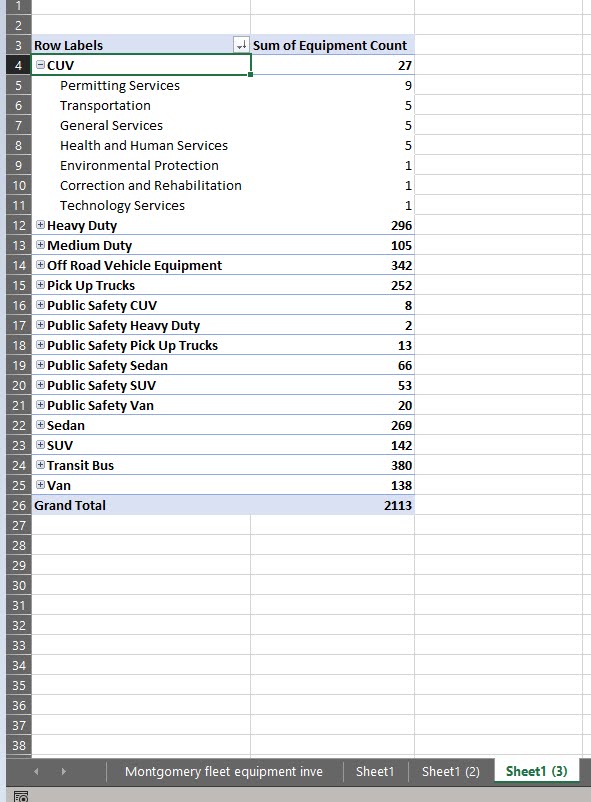 1
2
3 Row Labels Sum of Equipment Count
4 CUV 27
5 Permitting Services 9
6 Transportation 5
7 General Services 5
8 Health and Human Services 5
9 Environmental Protection 1
10 Correction and Rehabilitation 1
11 Technology Services 1
12 Heavy Duty 296
13 Medium Duty 105
14 Off Road Vehicle Equipment 342
15 Pick Up Trucks 252
16 Public Safety CUV 8
17 Public Safety Heavy Duty 2
18 Public Safety Pick Up Trucks 13
19 Public Safety Sedan 66
20 Public Safety SUV 53
21 Public Safety Van 20
22 Sedan 269
23 SUV 142
24 Transit Bus 380
25 Van 138
26 Grand Total 2113
27
28
29
30
31
32
33
34
35
36
37
38
Montgomery fleet equipment inve Sheet1 Sheet1 (2) Sheet1 (3)